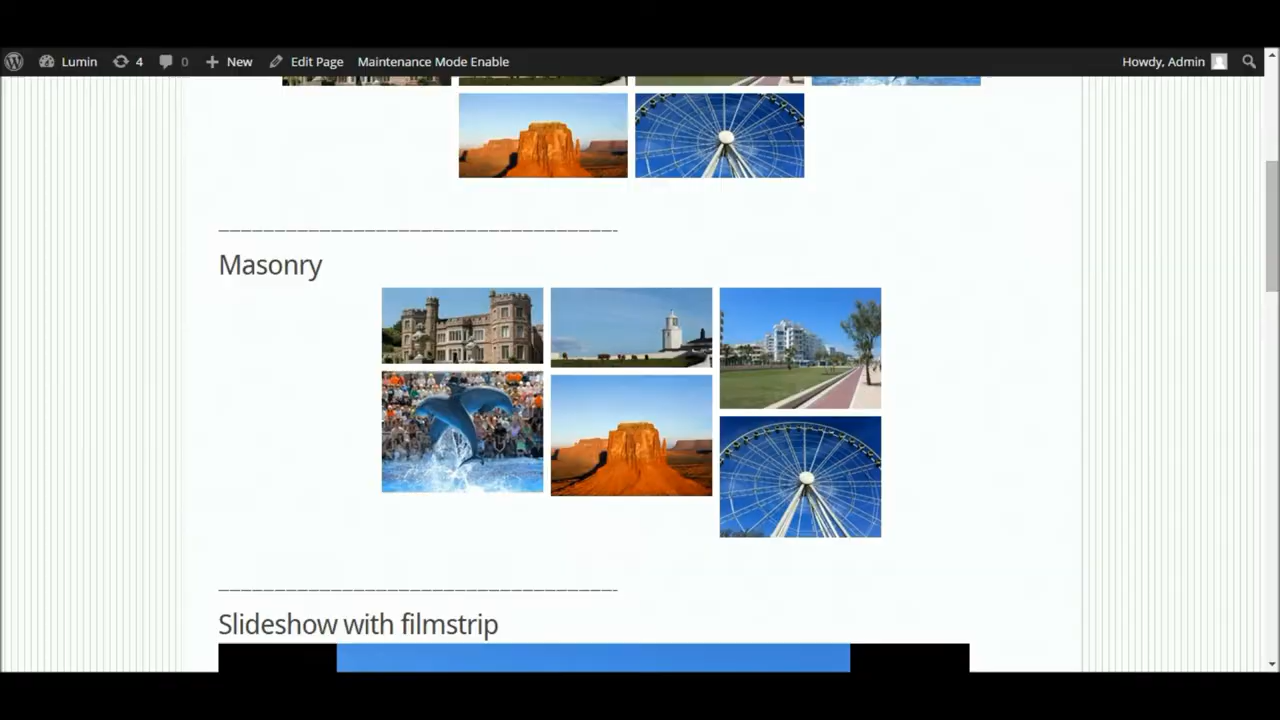 Lumin 4 0 New Edit Page Maintenance Mode Enable Howdy, Admin
Masonry
Slideshow with filmstrip